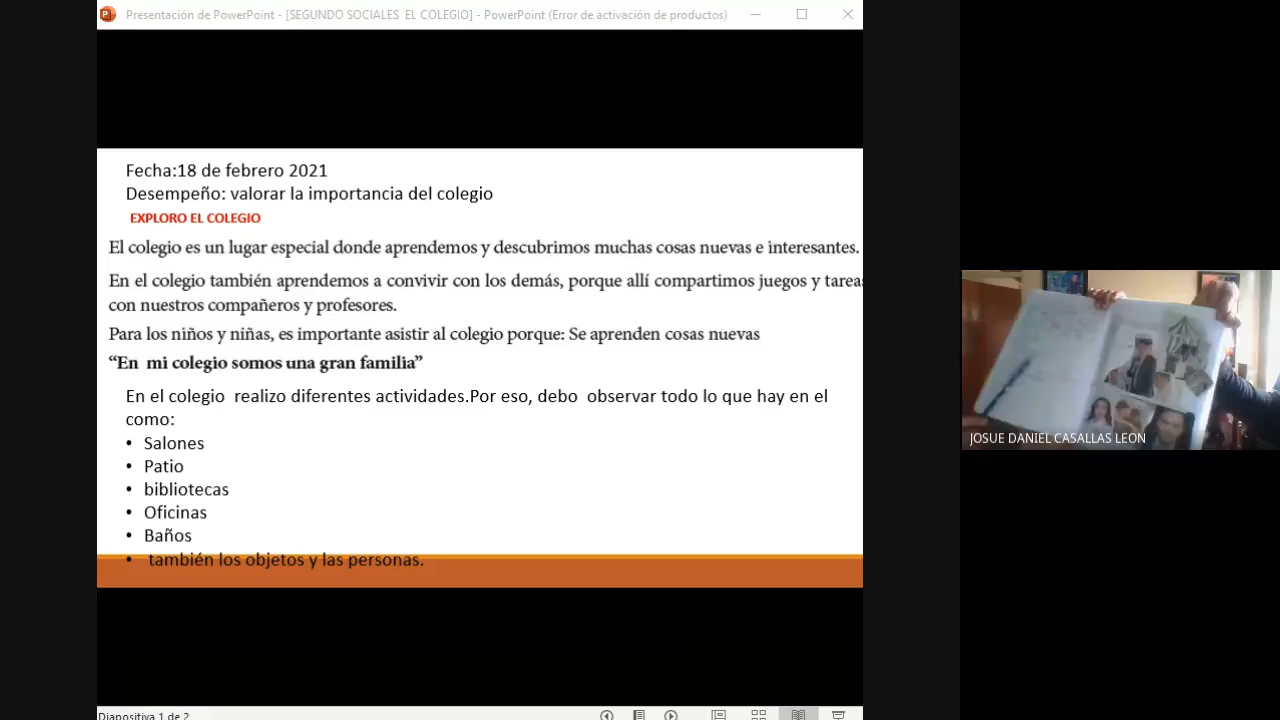 Presentación de PowerPoint - [SEGUNDO SOCIALES  EL COLEGIO] - PowerPoint (Error de activación de productos)
Fecha:18 de febrero 2021
Desempeño: valorar la importancia del colegio
EXPLORO EL COLEGIO
El colegio es un lugar especial donde aprendemos y descubrimos muchas cosas nuevas e interesantes.
En el colegio también aprendemos a convivir con los demás, porque allí compartimos juegos y tareas
con nuestros compañeros y profesores.
Para los niños y niñas, es importante asistir al colegio porque: Se aprenden cosas nuevas
“En  mi colegio somos una gran familia”
En el colegio  realizo diferentes actividades.Por eso, debo  observar todo lo que hay en el
como:
• Salones
• Patio
• bibliotecas
• Oficinas
• Baños
• también los objetos y las personas.
JOSUE DANIEL CASALLAS LEON
Diapositiva 1 de 2